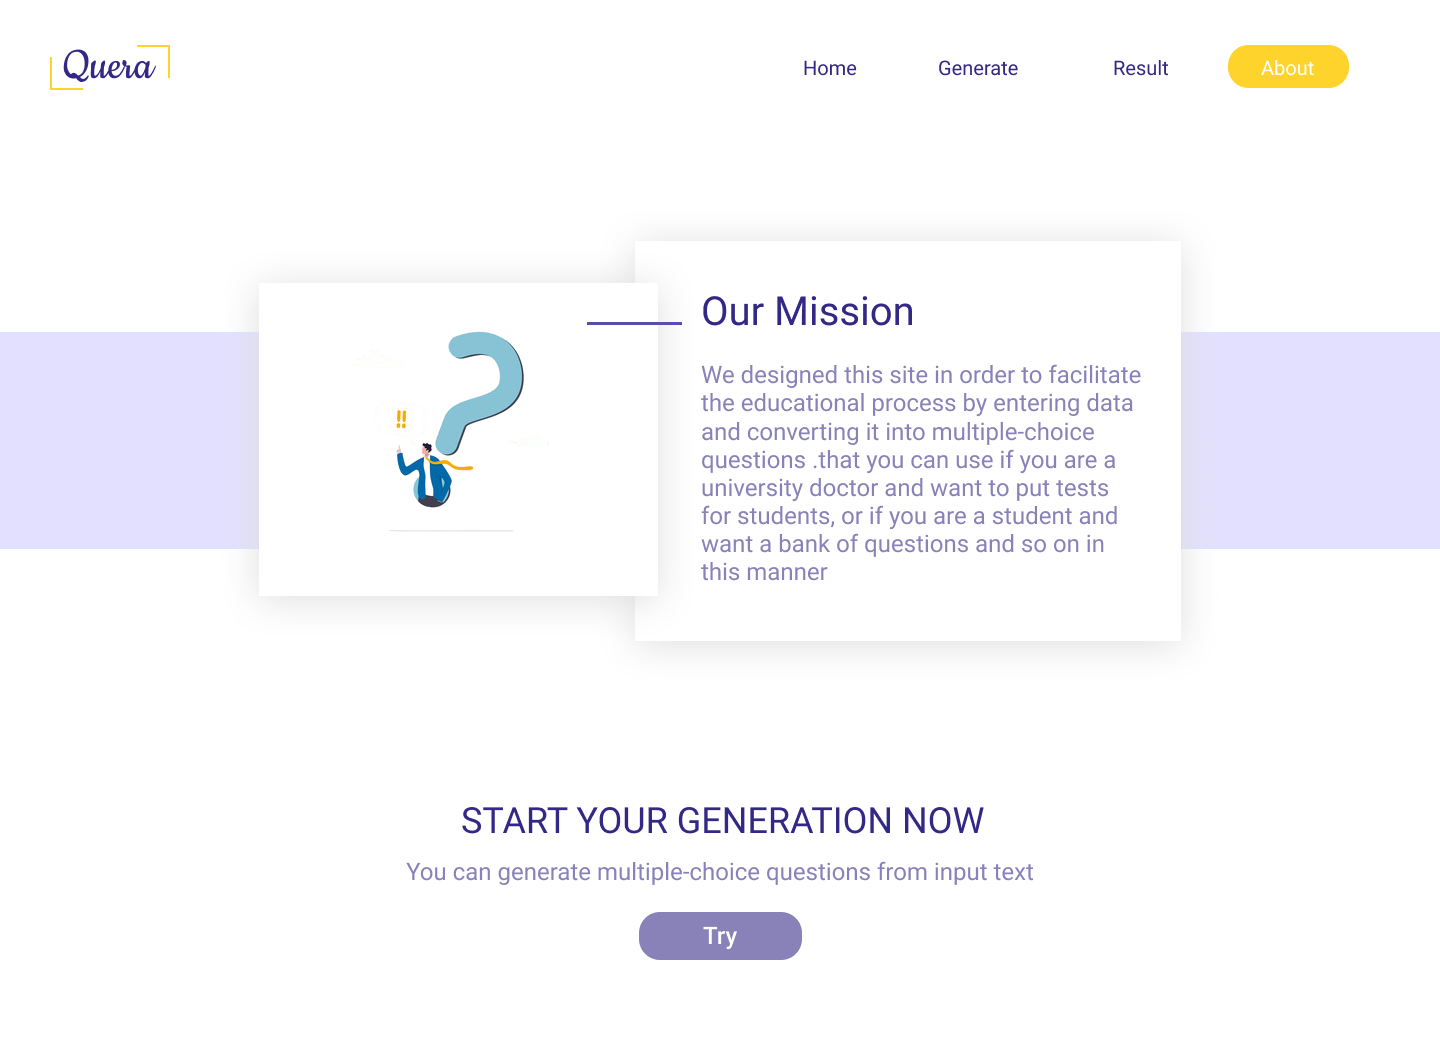 Quera
Home
Generate
Result
About
Our Mission
We designed this site in order to facilitate
the educational process by entering data
and converting it into multiple-choice
questions .that you can use if you are a
university doctor and want to put tests
for students, or if you are a student and
want a bank of questions and so on in
this manner
!!
START YOUR GENERATION NOW
You can generate multiple-choice questions from input text
Try